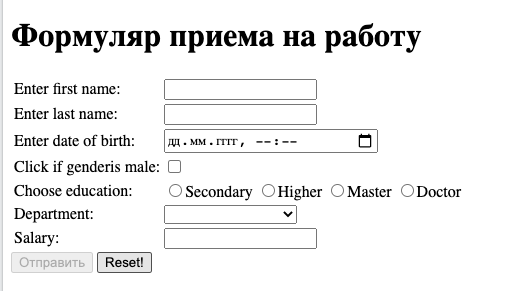 Формуляр приема на работу
Enter first name:
Enter last name:
Enter date of birth: дд.мм.гггг, --:--
Click if genderis male:
Choose education: Secondary Higher Master Doctor
Department:
Salary:
Отправить Reset!